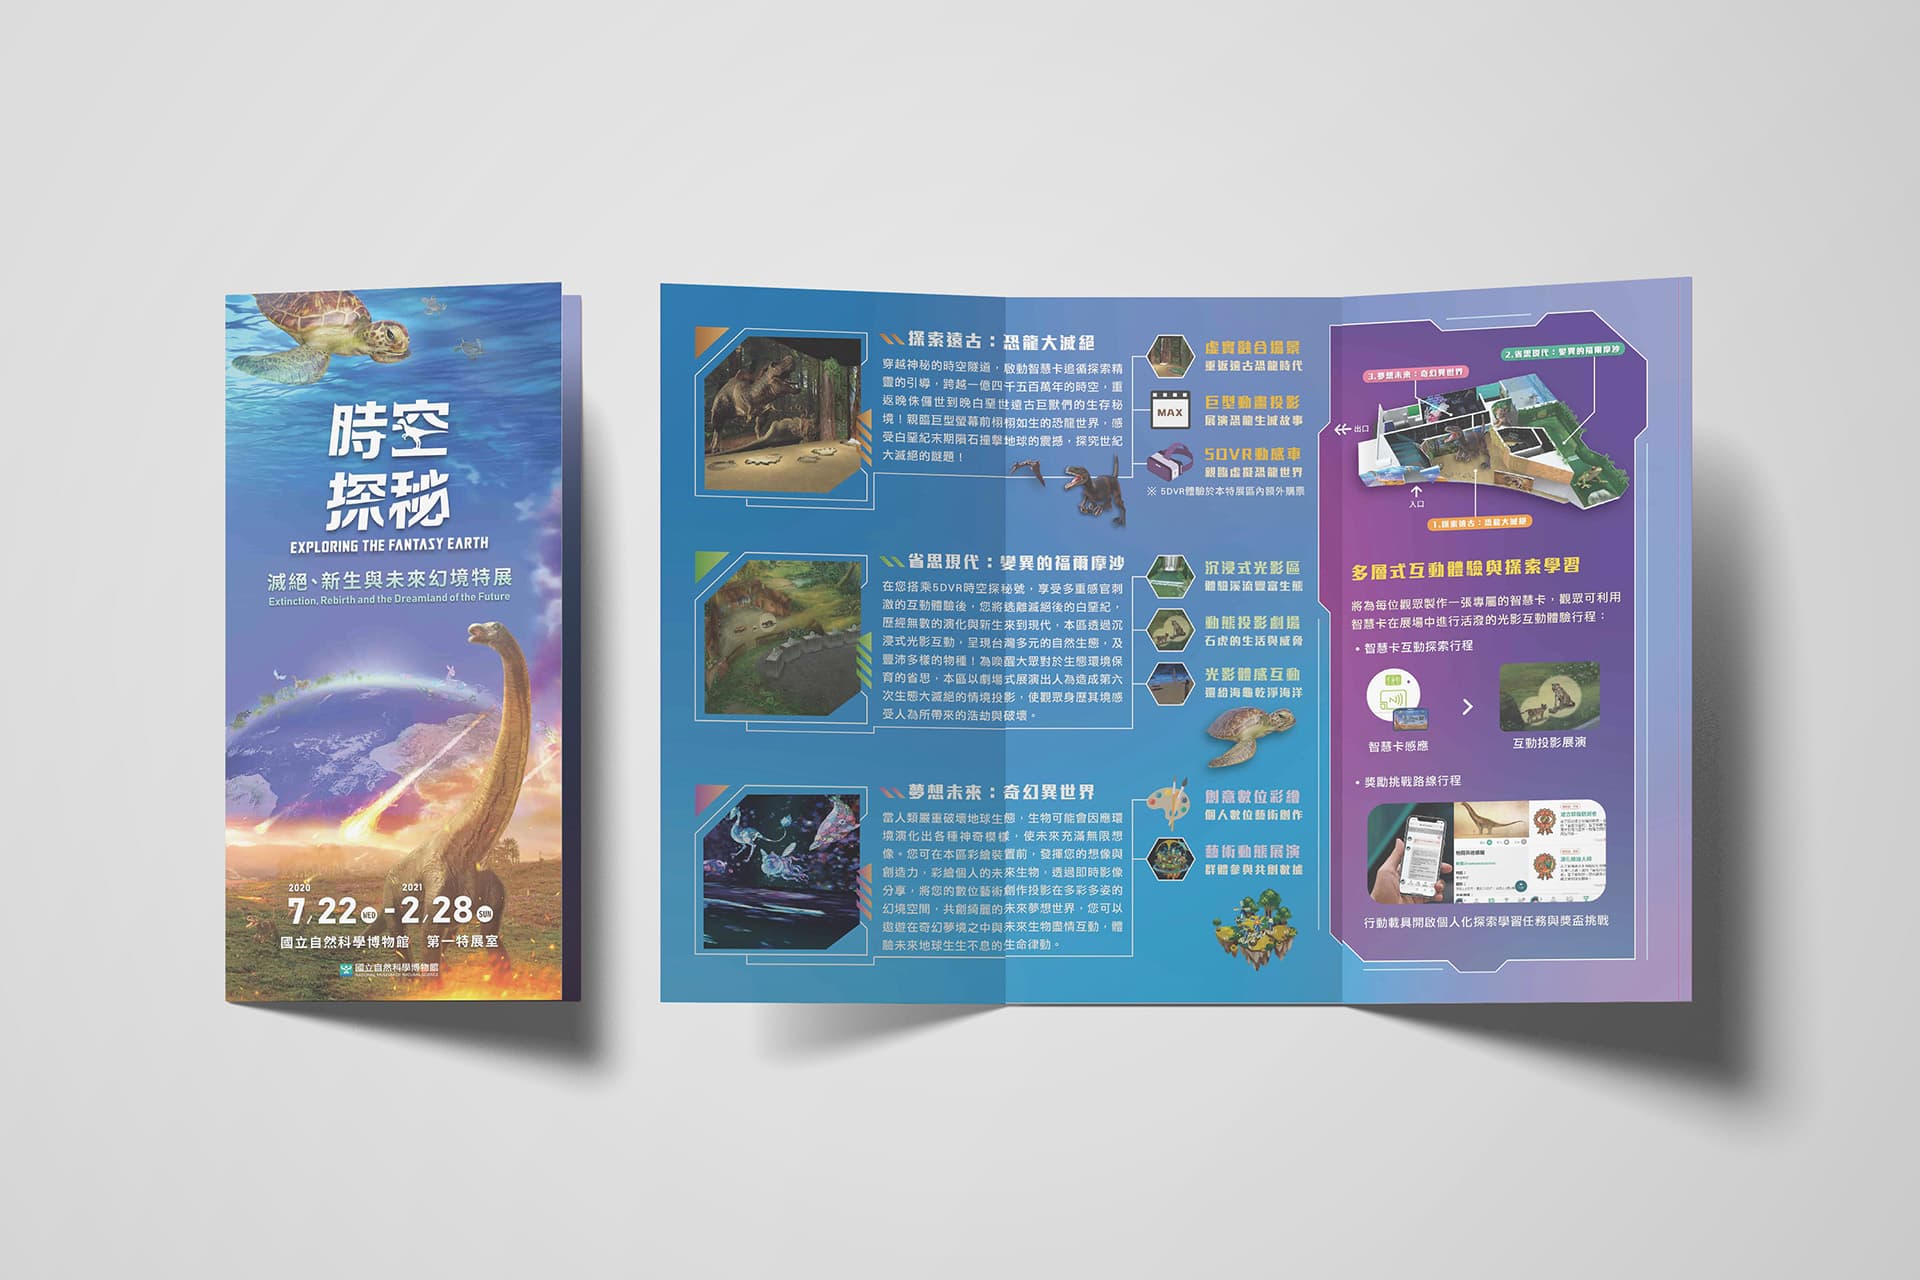 時空
探秘
EXPLORING THE FANTASY EARTH
滅絕、新生與未來幻境特展
Extinction, Rebirth and the Dreamland of the Future
2020 2021
7/22 WED - 2/28 SUN
國立自然科學博物館 第一特展室
國立自然科學博物館
NATIONAL MUSEUM OF NATURAL SCIENCE
探索遠古：恐龍大滅絕
穿越神秘的時空隧道，啟動智慧卡追循探索精
靈的引導，跨越一億四千五百萬年的時空，重
返晚侏儸世到晚白堊世遠古巨獸們的生存秘
境！親臨巨型螢幕前栩栩如生的恐龍世界，感
受白堊紀末期隕石撞擊地球的震撼，探究世紀
大滅絕的謎題！
虛實融合場景
重返遠古恐龍時代
MAX
巨型動畫投影
展演恐龍生滅故事
5DVR動感車
親臨虛擬恐龍世界
※ 5DVR體驗於本特展區內額外購票
省思現代：變異的福爾摩沙
在您搭乘5DVR時空探秘號，享受多重感官刺
激的互動體驗後，您將逃離滅絕後的白堊紀，
歷經無數的演化與新生來到現代，本區透過沉
浸式光影互動，呈現台灣多元的自然生態，及
豐沛多樣的物種！為喚醒大眾對於生態環境保
育的省思，本區以劇場式展演出人為造成第六
次生態大滅絕的情境投影，使觀眾身歷其境感
受人為所帶來的浩劫與破壞。
沉浸式光影區
體驗溪流豐富生態
動態投影劇場
石虎的生活與威脅
光影體感互動
還給海龜乾淨海洋
夢想未來：奇幻異世界
當人類嚴重破壞地球生態，生物可能會因應環
境演化出各種神奇模樣，使未來充滿無限想
像。您可在本區彩繪裝置前，發揮您的想像與
創造力，彩繪個人的未來生物，透過即時影像
分享，將您的數位藝術創作投影在多彩多姿的
幻境空間，共創綺麗的未來夢想世界，您可以
遨遊在奇幻夢境之中與未來生物盡情互動，體
驗未來地球生生不息的生命律動。
創意數位彩繪
個人數位藝術創作
藝術動態展演
群體參與共創數據
2.省思現代：變異的福爾摩沙
3.夢想未來：奇幻異世界
出口
入口
1.探索遠古：恐龍大滅絕
多層式互動體驗與探索學習
將為每位觀眾製作一張專屬的智慧卡，觀眾可利用
智慧卡在展場中進行活潑的光影互動體驗行程：
• 智慧卡互動探索行程
智慧卡感應
互動投影展演
• 獎勵挑戰路線行程
行動載具開啟個人化探索學習任務與獎盃挑戰